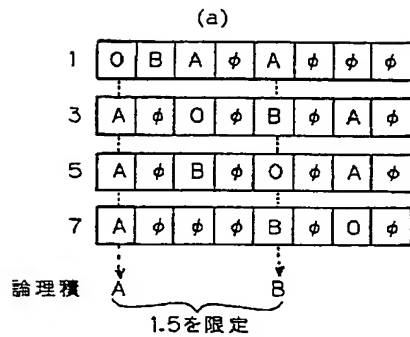 (a)
1 O B A φ A φ φ φ
3 A φ O φ B φ A φ
5 A φ B φ O φ A φ
7 A φ φ φ B φ O φ
論理積 A B
1.5を限定